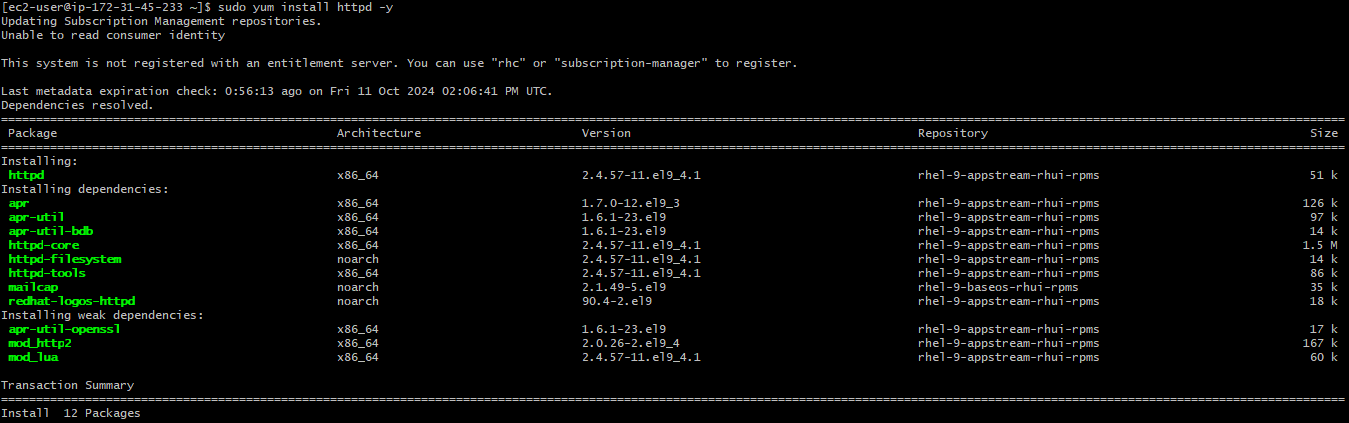 [ec2-user@ip-172-31-45-233 ~]$ sudo yum install httpd -y
Updating Subscription Management repositories.
Unable to read consumer identity
This system is not registered with an entitlement server. You can use "rhc" or "subscription-manager" to register.
Last metadata expiration check: 0:56:13 ago on Fri 11 Oct 2024 02:06:41 PM UTC.
Dependencies resolved.
Package Architecture Version Repository Size
Installing:
httpd x86_64 2.4.57-11.el9_4.1 rhel-9-appstream-rhui-rpms 51 k
Installing dependencies:
apr x86_64 1.7.0-12.el9_3 rhel-9-appstream-rhui-rpms 126 k
apr-util x86_64 1.6.1-23.el9 rhel-9-appstream-rhui-rpms 97 k
apr-util-bdb x86_64 1.6.1-23.el9 rhel-9-appstream-rhui-rpms 14 k
httpd-core x86_64 2.4.57-11.el9_4.1 rhel-9-appstream-rhui-rpms 1.5 M
httpd-filesystem noarch 2.4.57-11.el9_4.1 rhel-9-appstream-rhui-rpms 14 k
httpd-tools x86_64 2.4.57-11.el9_4.1 rhel-9-appstream-rhui-rpms 86 k
mailcap noarch 2.1.49-5.el9 rhel-9-baseos-rhui-rpms 35 k
redhat-logos-httpd noarch 90.4-2.el9 rhel-9-appstream-rhui-rpms 18 k
Installing weak dependencies:
apr-util-openssl x86_64 1.6.1-23.el9 rhel-9-appstream-rhui-rpms 17 k
mod_http2 x86_64 2.0.26-2.el9_4 rhel-9-appstream-rhui-rpms 167 k
mod_lua x86_64 2.4.57-11.el9_4.1 rhel-9-appstream-rhui-rpms 60 k
Transaction Summary
Install 12 Packages